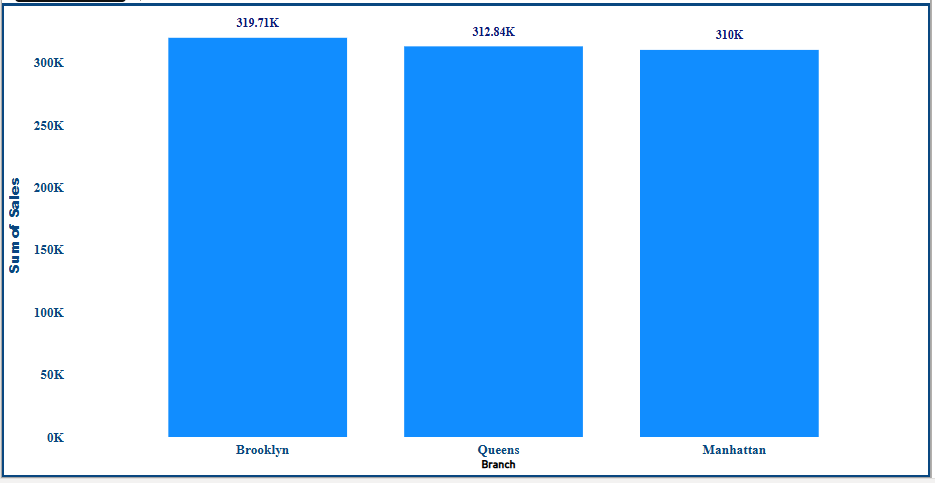 319.71K
312.84K
310K
300K
250K
200K
150K
100K
50K
0K
Sum of Sales
Brooklyn
Queens
Manhattan
Branch